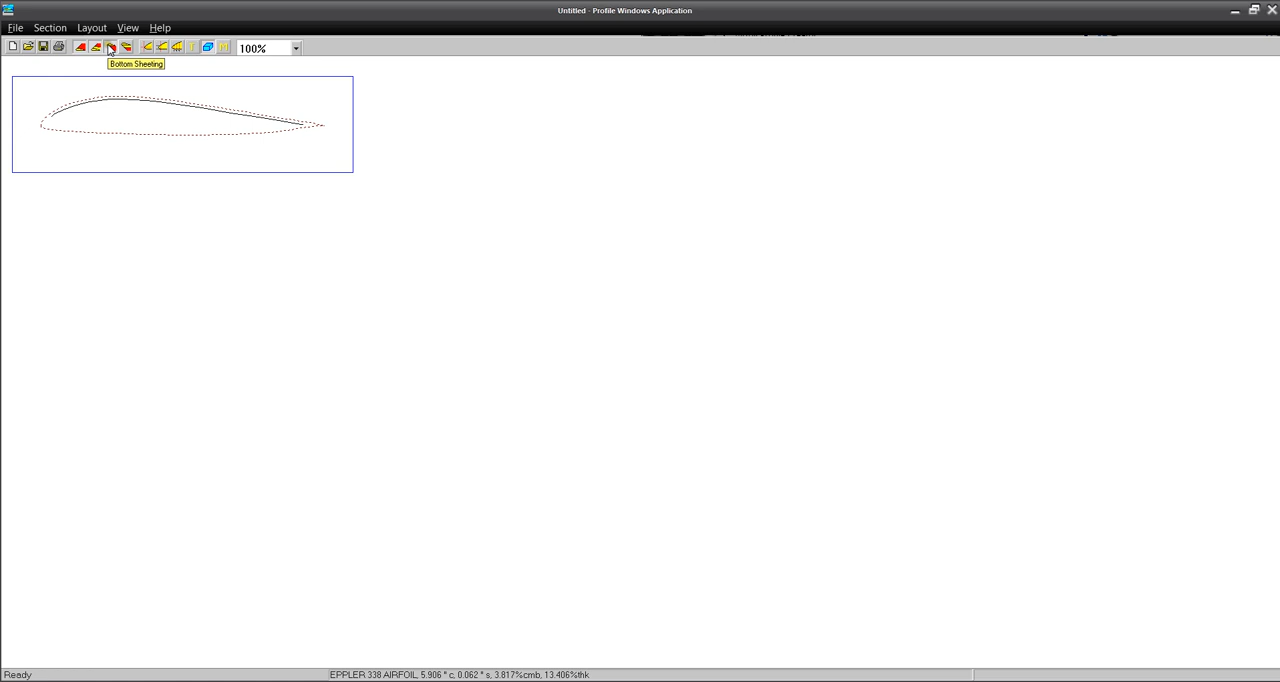 Untitled - Profile Windows Application
File Section Layout View Help
100%
Bottom Sheeting
Ready
EPPLER 338 AIRFOIL, 5.906 " c, 0.062 " s, 3.817%cmb, 13.406%thk